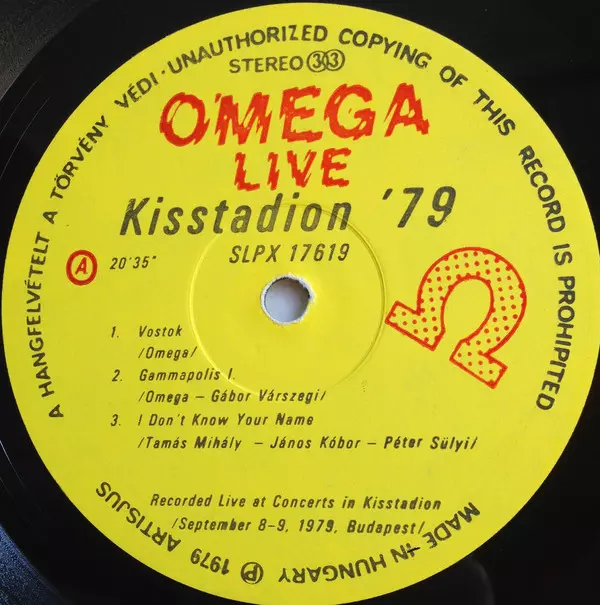 A HANGFELVÉTELT A TÖRVÉNY VÉDI · UNAUTHORIZED COPYING OF THIS RECORD IS PROHIPITED
STEREO 33
OMEGA
LIVE
Kisstadion '79
A 20'35" SLPX 17619
Ω
1. Vostok
/Omega/
2. Gammapolis I.
/Omega – Gábor Várszegi/
3. I Don't Know Your Name
/Tamás Mihály – János Kóbor – Péter Sülyi/
Recorded Live at Concerts in Kisstadion
/September 8-9, 1979, Budapest/
MADE IN HUNGARY Ⓟ 1979 ARTISJUS